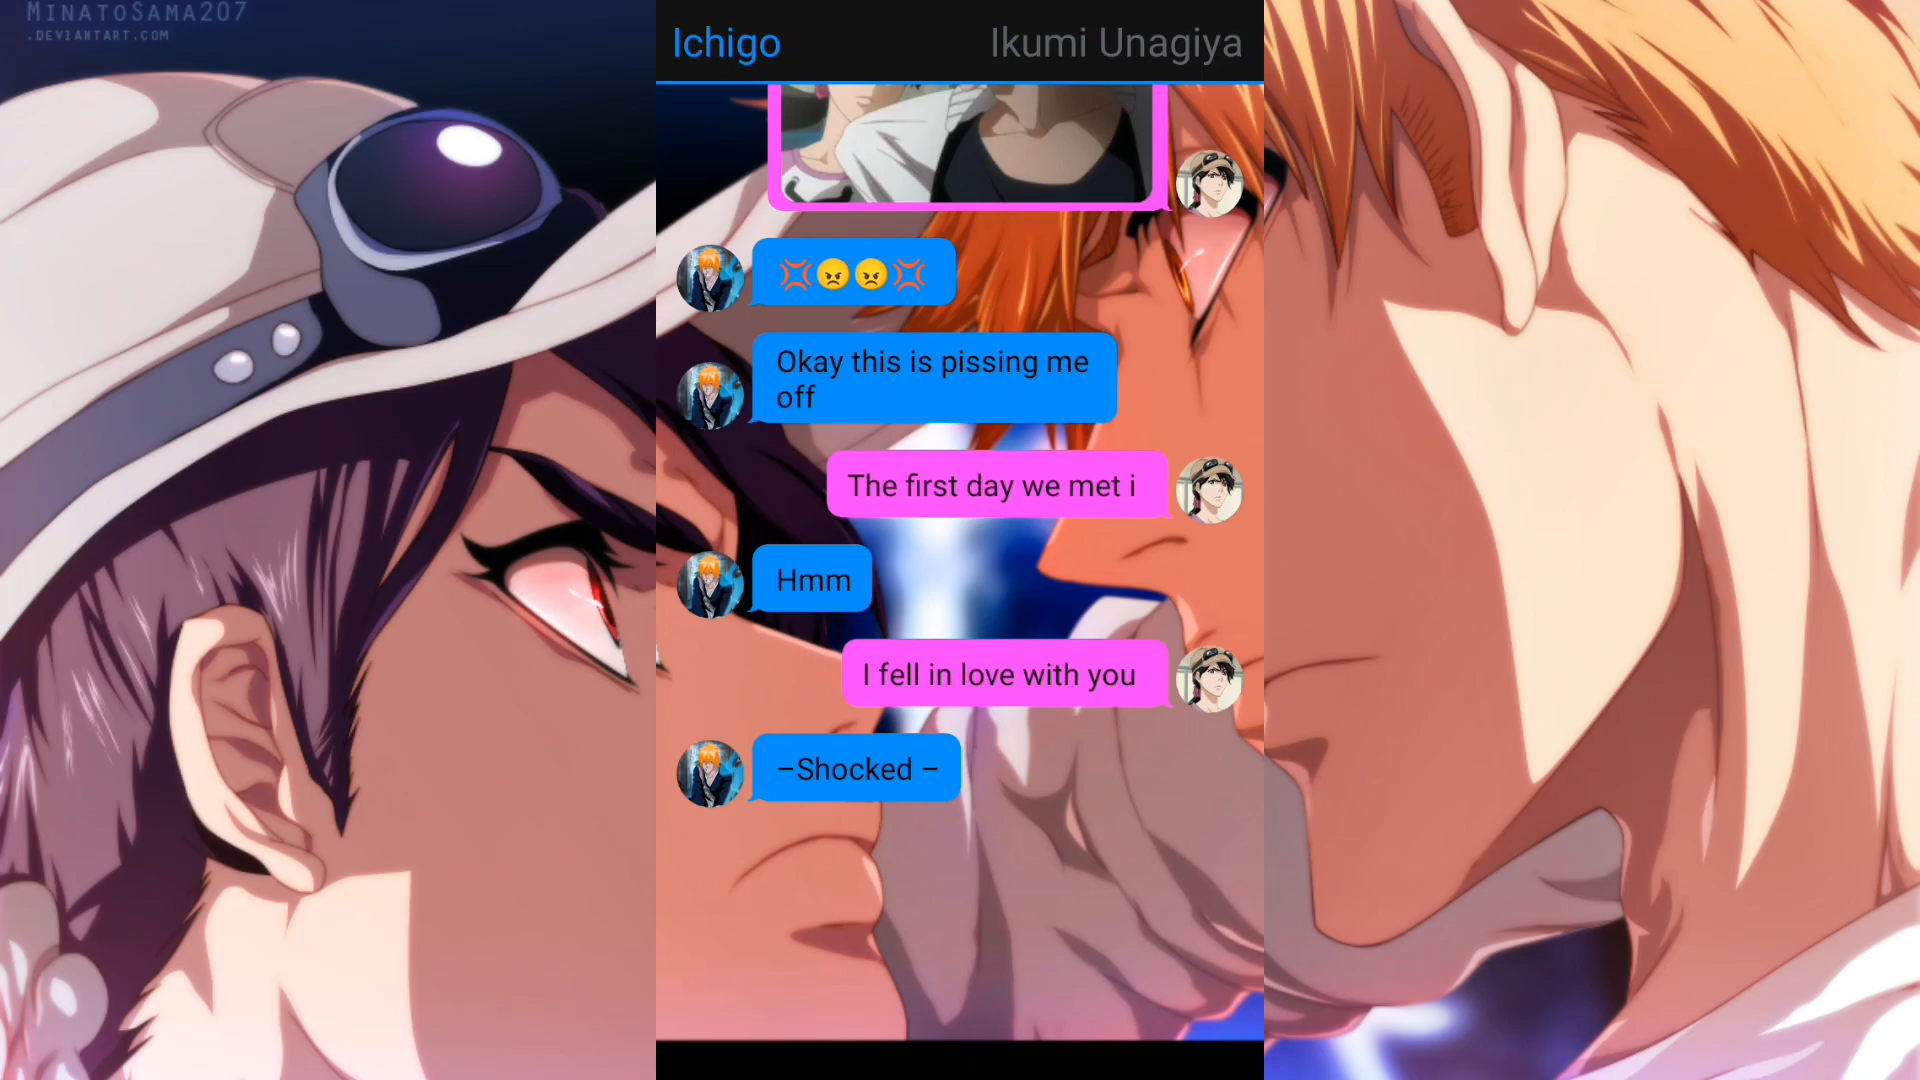 MINATOSAMA207
.DEVIANTART.COM
Ichigo
Ikumi Unagiya
💢😠😠💢
Okay this is pissing me
off
The first day we met i
Hmm
I fell in love with you
–Shocked –